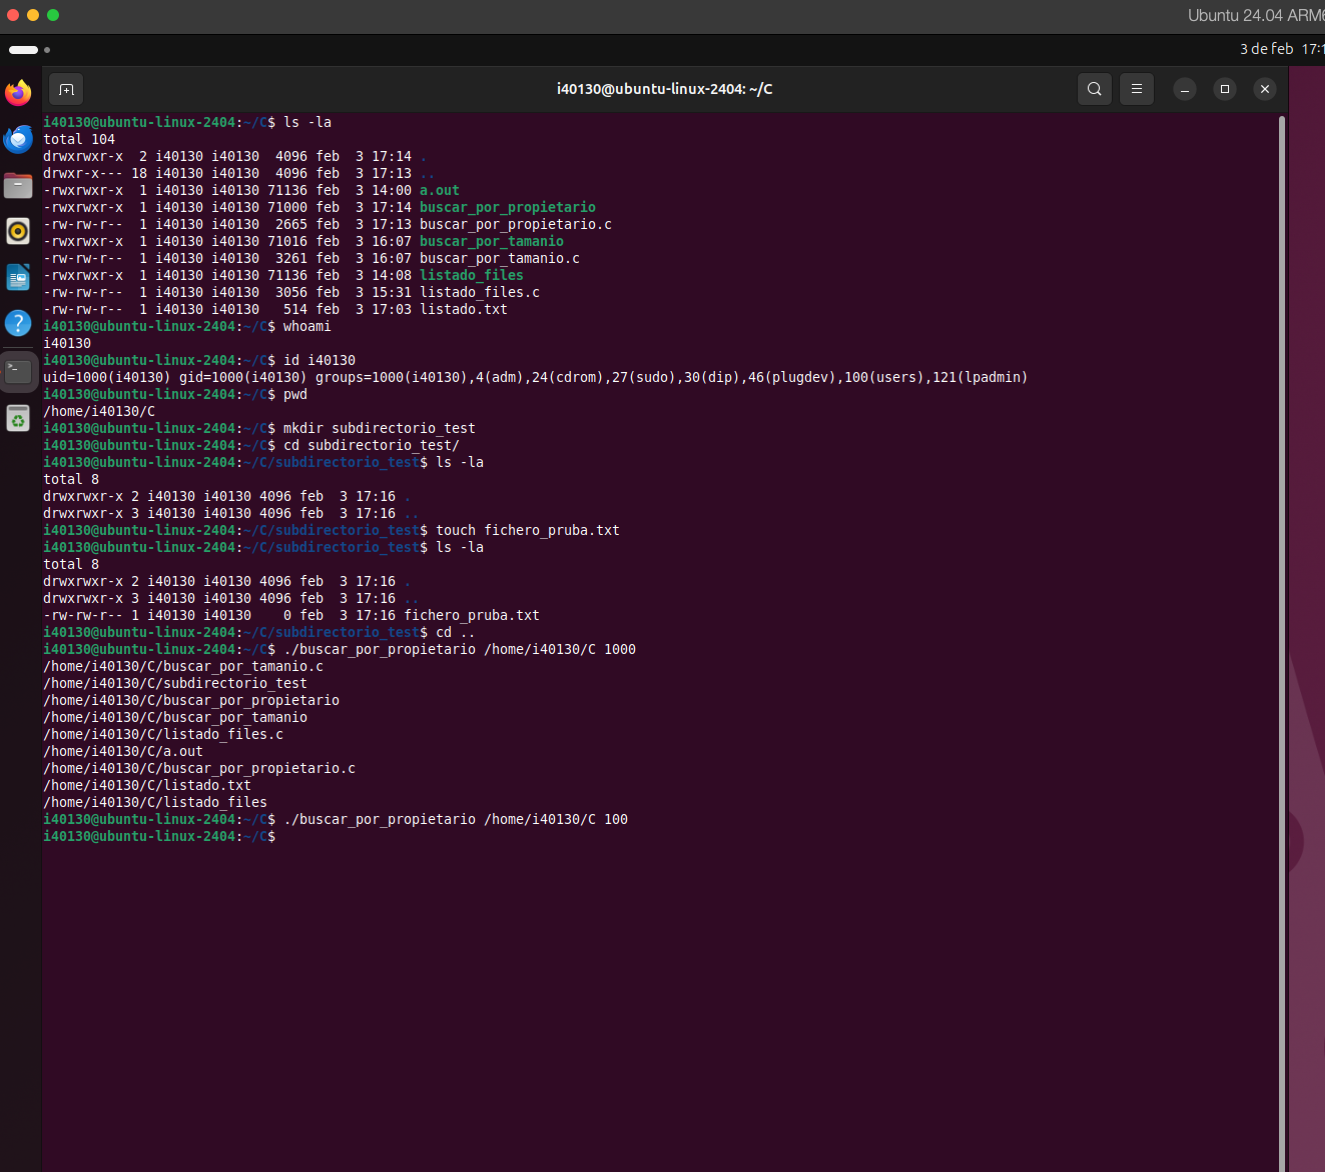 Ubuntu 24.04 ARM6
3 de feb 17:1
i40130@ubuntu-linux-2404: ~/C
i40130@ubuntu-linux-2404:~/C$ ls -la
total 104
drwxrwxr-x  2 i40130 i40130  4096 feb  3 17:14 .
drwxr-x--- 18 i40130 i40130  4096 feb  3 17:13 ..
-rwxrwxr-x  1 i40130 i40130 71136 feb  3 14:00 a.out
-rwxrwxr-x  1 i40130 i40130 71000 feb  3 17:14 buscar_por_propietario
-rw-rw-r--  1 i40130 i40130  2665 feb  3 17:13 buscar_por_propietario.c
-rwxrwxr-x  1 i40130 i40130 71016 feb  3 16:07 buscar_por_tamanio
-rw-rw-r--  1 i40130 i40130  3261 feb  3 16:07 buscar_por_tamanio.c
-rwxrwxr-x  1 i40130 i40130 71136 feb  3 14:08 listado_files
-rw-rw-r--  1 i40130 i40130  3056 feb  3 15:31 listado_files.c
-rw-rw-r--  1 i40130 i40130   514 feb  3 17:03 listado.txt
i40130@ubuntu-linux-2404:~/C$ whoami
i40130
i40130@ubuntu-linux-2404:~/C$ id i40130
uid=1000(i40130) gid=1000(i40130) groups=1000(i40130),4(adm),24(cdrom),27(sudo),30(dip),46(plugdev),100(users),121(lpadmin)
i40130@ubuntu-linux-2404:~/C$ pwd
/home/i40130/C
i40130@ubuntu-linux-2404:~/C$ mkdir subdirectorio_test
i40130@ubuntu-linux-2404:~/C$ cd subdirectorio_test/
i40130@ubuntu-linux-2404:~/C/subdirectorio_test$ ls -la
total 8
drwxrwxr-x 2 i40130 i40130 4096 feb  3 17:16 .
drwxrwxr-x 3 i40130 i40130 4096 feb  3 17:16 ..
i40130@ubuntu-linux-2404:~/C/subdirectorio_test$ touch fichero_pruba.txt
i40130@ubuntu-linux-2404:~/C/subdirectorio_test$ ls -la
total 8
drwxrwxr-x 2 i40130 i40130 4096 feb  3 17:16 .
drwxrwxr-x 3 i40130 i40130 4096 feb  3 17:16 ..
-rw-rw-r-- 1 i40130 i40130    0 feb  3 17:16 fichero_pruba.txt
i40130@ubuntu-linux-2404:~/C/subdirectorio_test$ cd ..
i40130@ubuntu-linux-2404:~/C$ ./buscar_por_propietario /home/i40130/C 1000
/home/i40130/C/buscar_por_tamanio.c
/home/i40130/C/subdirectorio_test
/home/i40130/C/buscar_por_propietario
/home/i40130/C/buscar_por_tamanio
/home/i40130/C/listado_files.c
/home/i40130/C/a.out
/home/i40130/C/buscar_por_propietario.c
/home/i40130/C/listado.txt
/home/i40130/C/listado_files
i40130@ubuntu-linux-2404:~/C$ ./buscar_por_propietario /home/i40130/C 100
i40130@ubuntu-linux-2404:~/C$